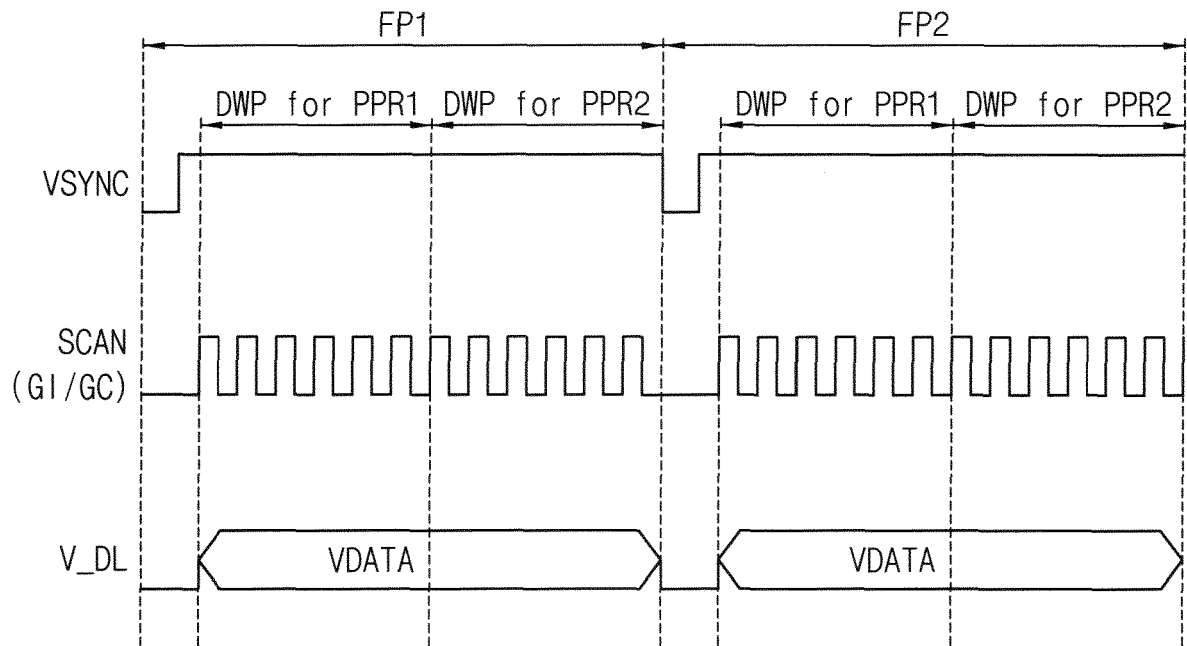 FP1 FP2
DWP for PPR1 DWP for PPR2 DWP for PPR1 DWP for PPR2
VSYNC
SCAN
(GI/GC)
V_DL VDATA VDATA